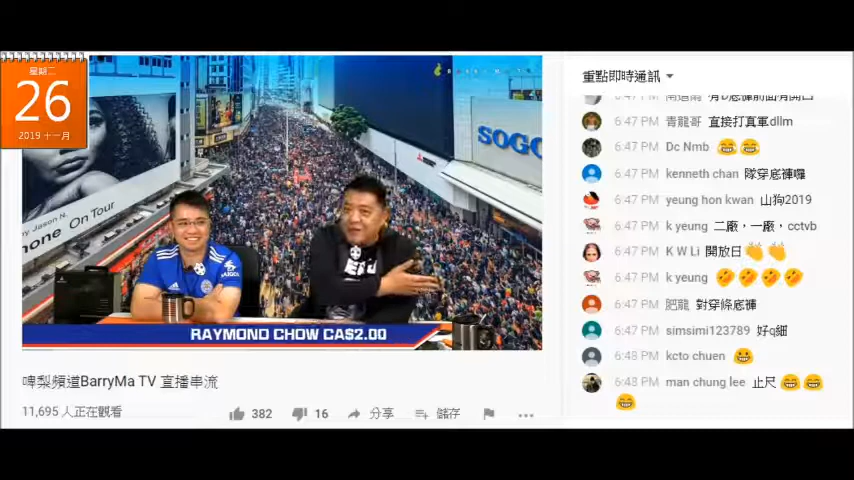 星期二
26
2019 十一月
Jason N.
On Tour
SOGO
RAYMOND CHOW CA$2.00
啤梨頻道BarryMa TV 直播串流
11,695 人正在觀看
382
16
分享
儲存
重點即時通訊
6:47 PM 青龍哥 直接打真軍dllm
6:47 PM Dc Nmb 😂😂
6:47 PM kenneth chan 隊穿底褲囉
6:47 PM yeung hon kwan 山狗2019
6:47 PM k yeung 二廠，一廠，cctvb
6:47 PM K W Li 開放日👏👏
6:47 PM k yeung 🤣🤣🤣🤣
6:47 PM 肥龍 對穿條底褲
6:47 PM simsimi123789 好q細
6:48 PM kcto chuen 😬
6:48 PM man chung lee 止尺 😂😂
😂